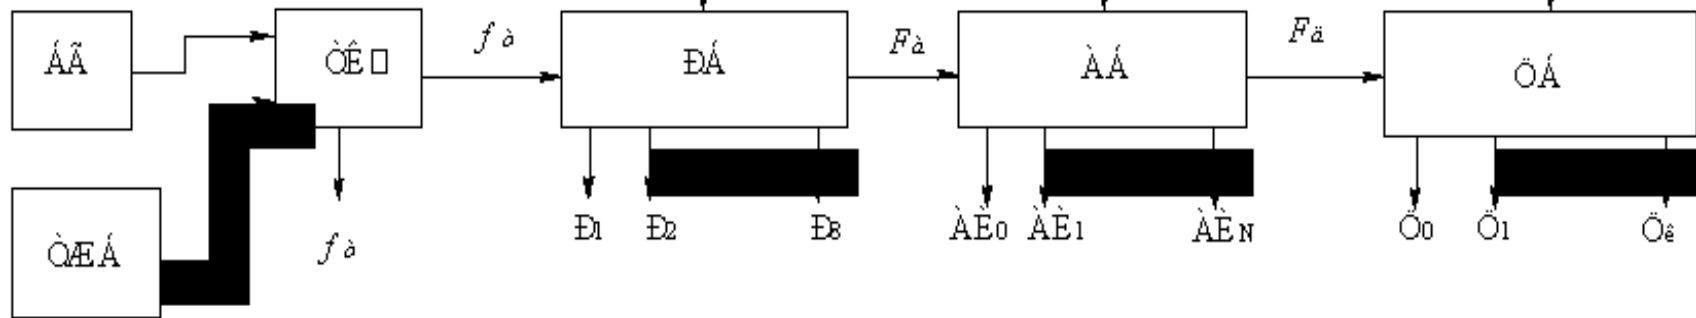 ÁÃ
ÒÊ□
f ò
ÐÁ
Fà
ÀÁ
Fä
ÖÁ
ÒÆÁ
f ò
Ð1 Ð2 Ð8
ÀÈ0 ÀÈ1 ÀÈN
Ö0 Ö1 Öê